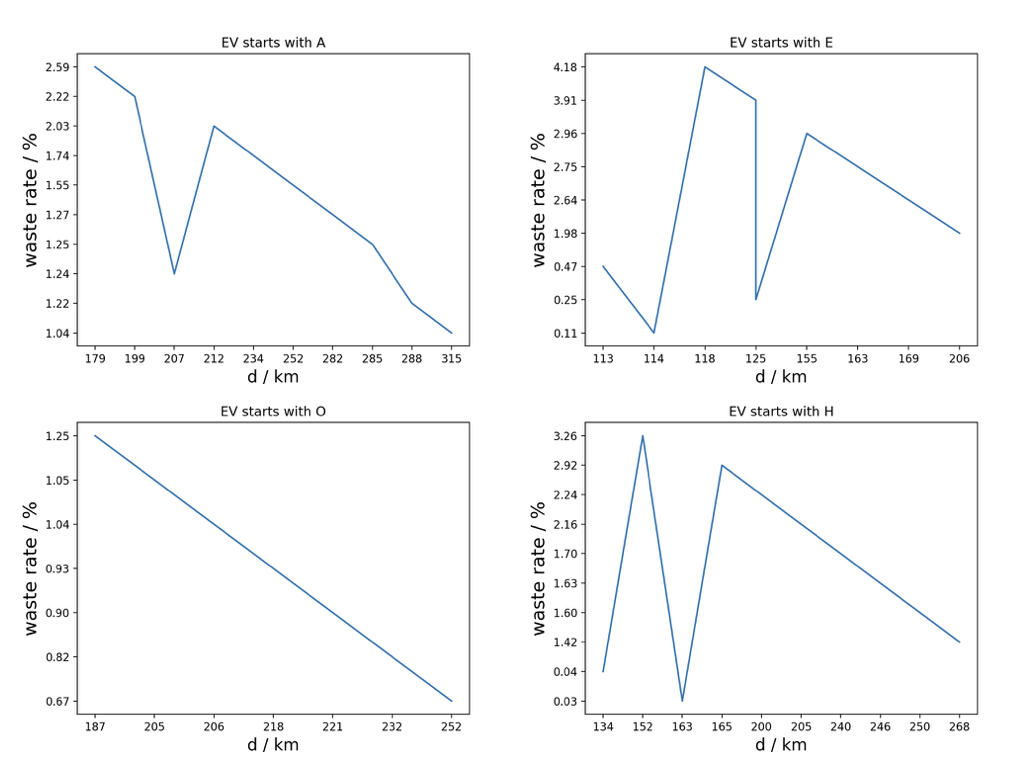 EV starts with A
waste rate / %
2.59
2.22
2.03
1.74
1.55
1.27
1.25
1.24
1.22
1.04
179 199 207 212 234 252 282 285 288 315
d / km
EV starts with E
waste rate / %
4.18
3.91
2.96
2.75
2.64
1.98
0.47
0.25
0.11
113 114 118 125 155 163 169 206
d / km
EV starts with O
waste rate / %
1.25
1.05
1.04
0.93
0.90
0.82
0.67
187 205 206 218 221 232 252
d / km
EV starts with H
waste rate / %
3.26
2.92
2.24
2.16
1.70
1.63
1.60
1.42
0.04
0.03
134 152 163 165 200 205 240 246 250 268
d / km